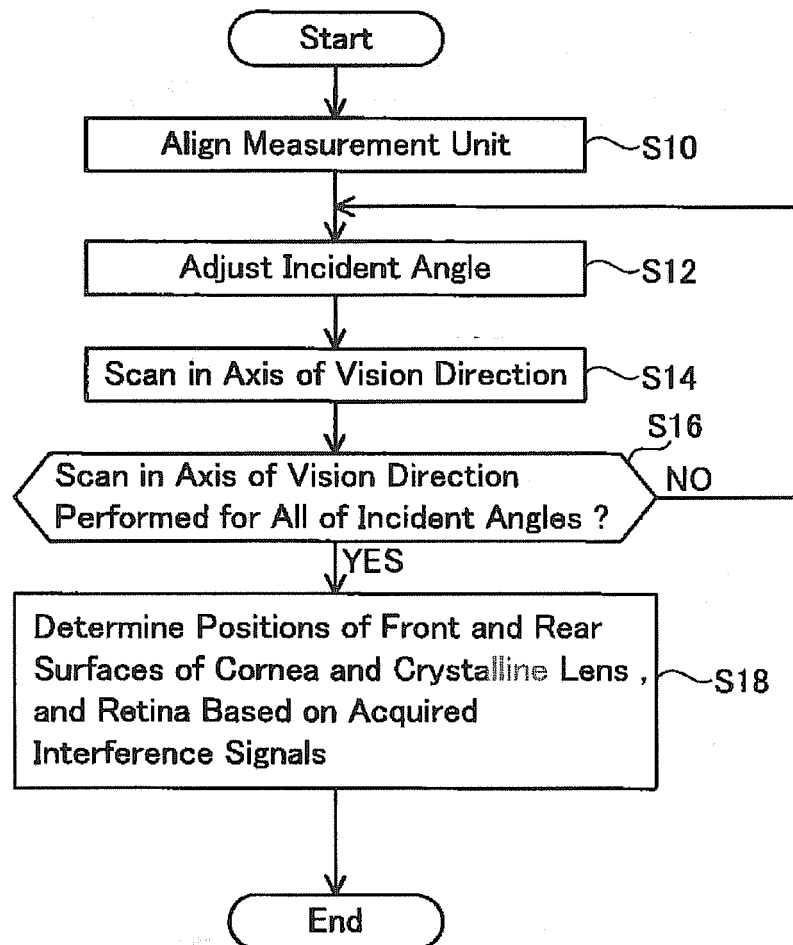 Start
Align Measurement Unit
S10
Adjust Incident Angle
S12
Scan in Axis of Vision Direction
S14
S16
Scan in Axis of Vision Direction
Performed for All of Incident Angles ?
NO
YES
Determine Positions of Front and Rear
Surfaces of Cornea and Crystalline Lens ,
and Retina Based on Acquired
Interference Signals
S18
End